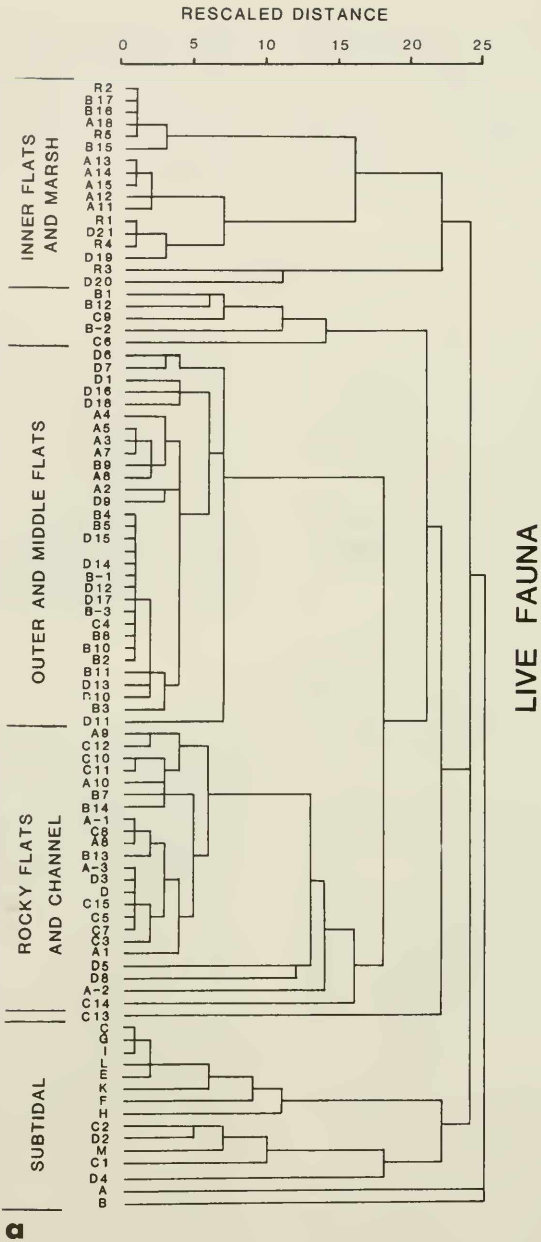 RESCALED DISTANCE
0 5 10 15 20 25
INNER FLATS
AND MARSH
R2
B17
B16
A18
R5
B15
A13
A14
A15
A12
A11
R1
D21
R4
D19
R3
D20
B1
B12
C9
B-2
C6
OUTER AND MIDDLE FLATS
D6
D7
D1
D16
D18
A4
A5
A3
A7
B9
A8
A2
D9
B4
B5
D15
D14
B-1
D12
D17
B-3
C4
B8
B10
B2
B11
D13
D10
B3
D11
ROCKY FLATS
AND CHANNEL
A9
C12
C10
C11
A10
B7
B14
A-1
C8
A8
B13
A-3
D3
D
C15
C5
C7
C3
A1
D5
D8
A-2
C14
C13
SUBTIDAL
C
G
I
L
E
K
F
H
C2
D2
M
C1
D4
A
B
LIVE FAUNA
a